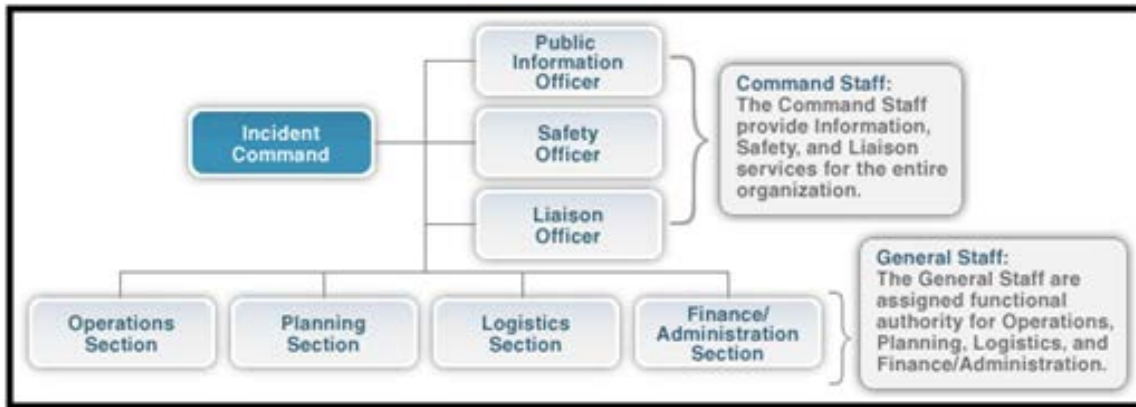 Public
Information
Officer
Command Staff:
The Command Staff
provide Information,
Safety, and Liaison
services for the entire
organization.
Incident
Command
Safety
Officer
Liaison
Officer
General Staff:
The General Staff are
assigned functional
authority for Operations,
Planning, Logistics, and
Finance/Administration.
Operations
Section
Planning
Section
Logistics
Section
Finance/
Administration
Section